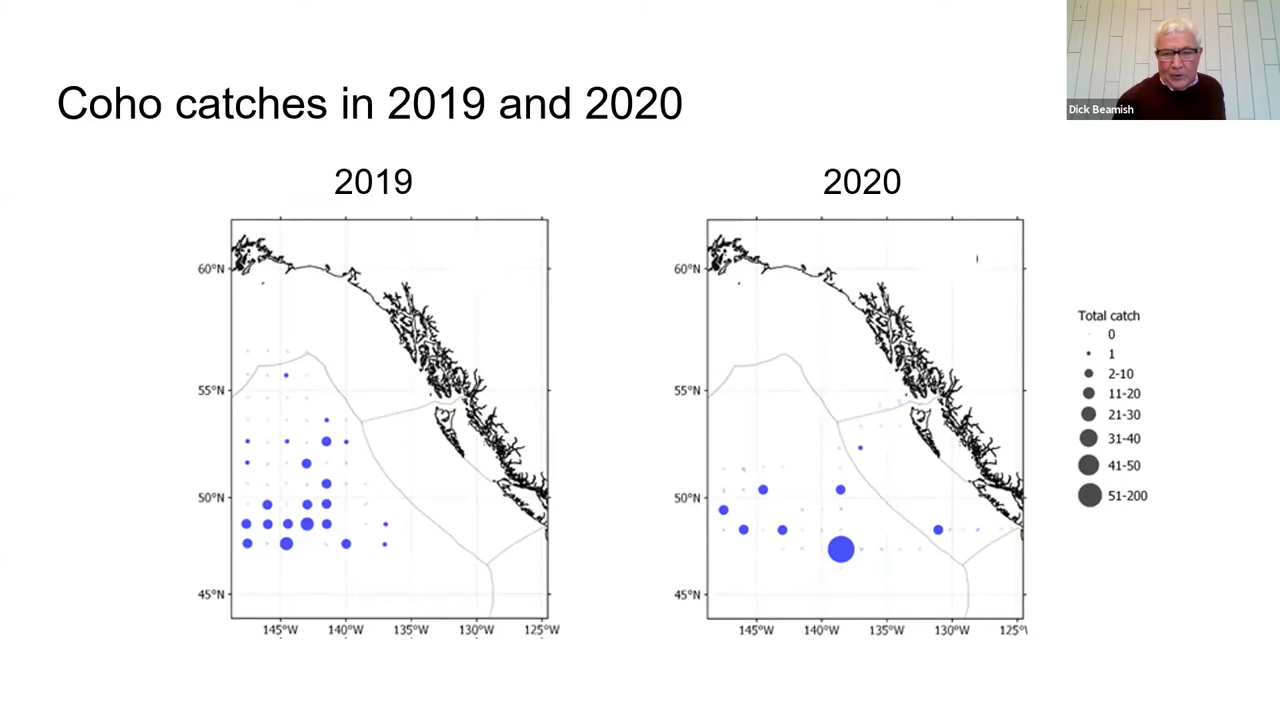 Dick Beamish
Coho catches in 2019 and 2020
2019
2020
60°N
55°N
50°N
45°N
145°W
140°W
135°W
130°W
125°W
60°N
55°N
50°N
45°N
145°W
140°W
135°W
130°W
125°W
Total catch
0
1
2-10
11-20
21-30
31-40
41-50
51-200